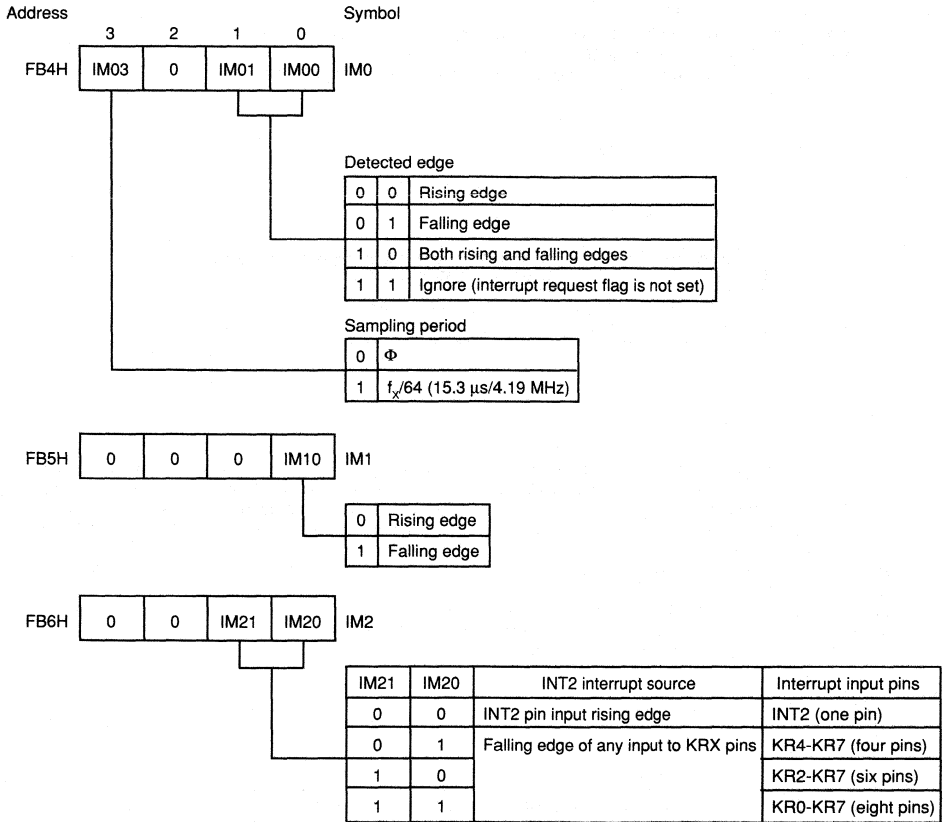 Address Symbol
3 2 1 0
FB4H IM03 0 IM01 IM00 IM0
Detected edge
0 0 Rising edge
0 1 Falling edge
1 0 Both rising and falling edges
1 1 Ignore (interrupt request flag is not set)
Sampling period
0 Φ
1 fx/64 (15.3 μs/4.19 MHz)
FB5H 0 0 0 IM10 IM1
0 Rising edge
1 Falling edge
FB6H 0 0 IM21 IM20 IM2
IM21 IM20 INT2 interrupt source Interrupt input pins
0 0 INT2 pin input rising edge INT2 (one pin)
0 1 Falling edge of any input to KRX pins KR4-KR7 (four pins)
1 0 KR2-KR7 (six pins)
1 1 KR0-KR7 (eight pins)